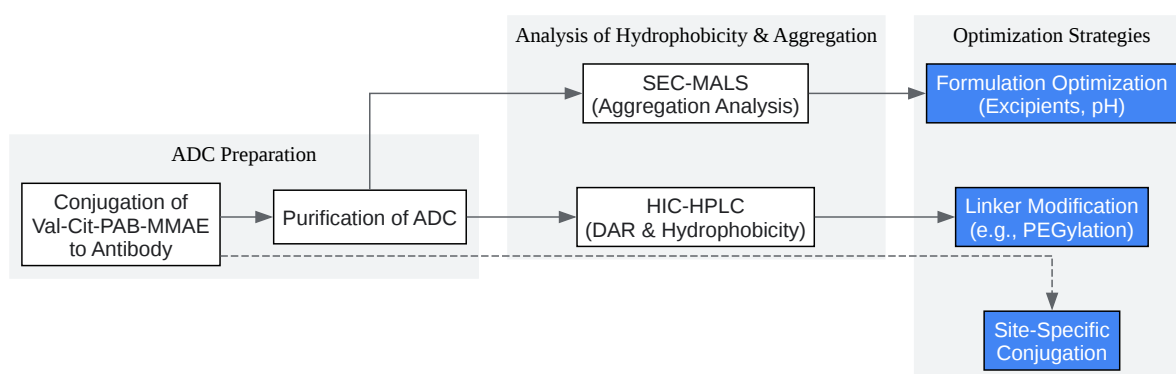 Analysis of Hydrophobicity & Aggregation
Optimization Strategies
SEC-MALS
(Aggregation Analysis)
Formulation Optimization
(Excipients, pH)
ADC Preparation
Conjugation of
Val-Cit-PAB-MMAE
to Antibody
Purification of ADC
HIC-HPLC
(DAR & Hydrophobicity)
Linker Modification
(e.g., PEGylation)
Site-Specific
Conjugation